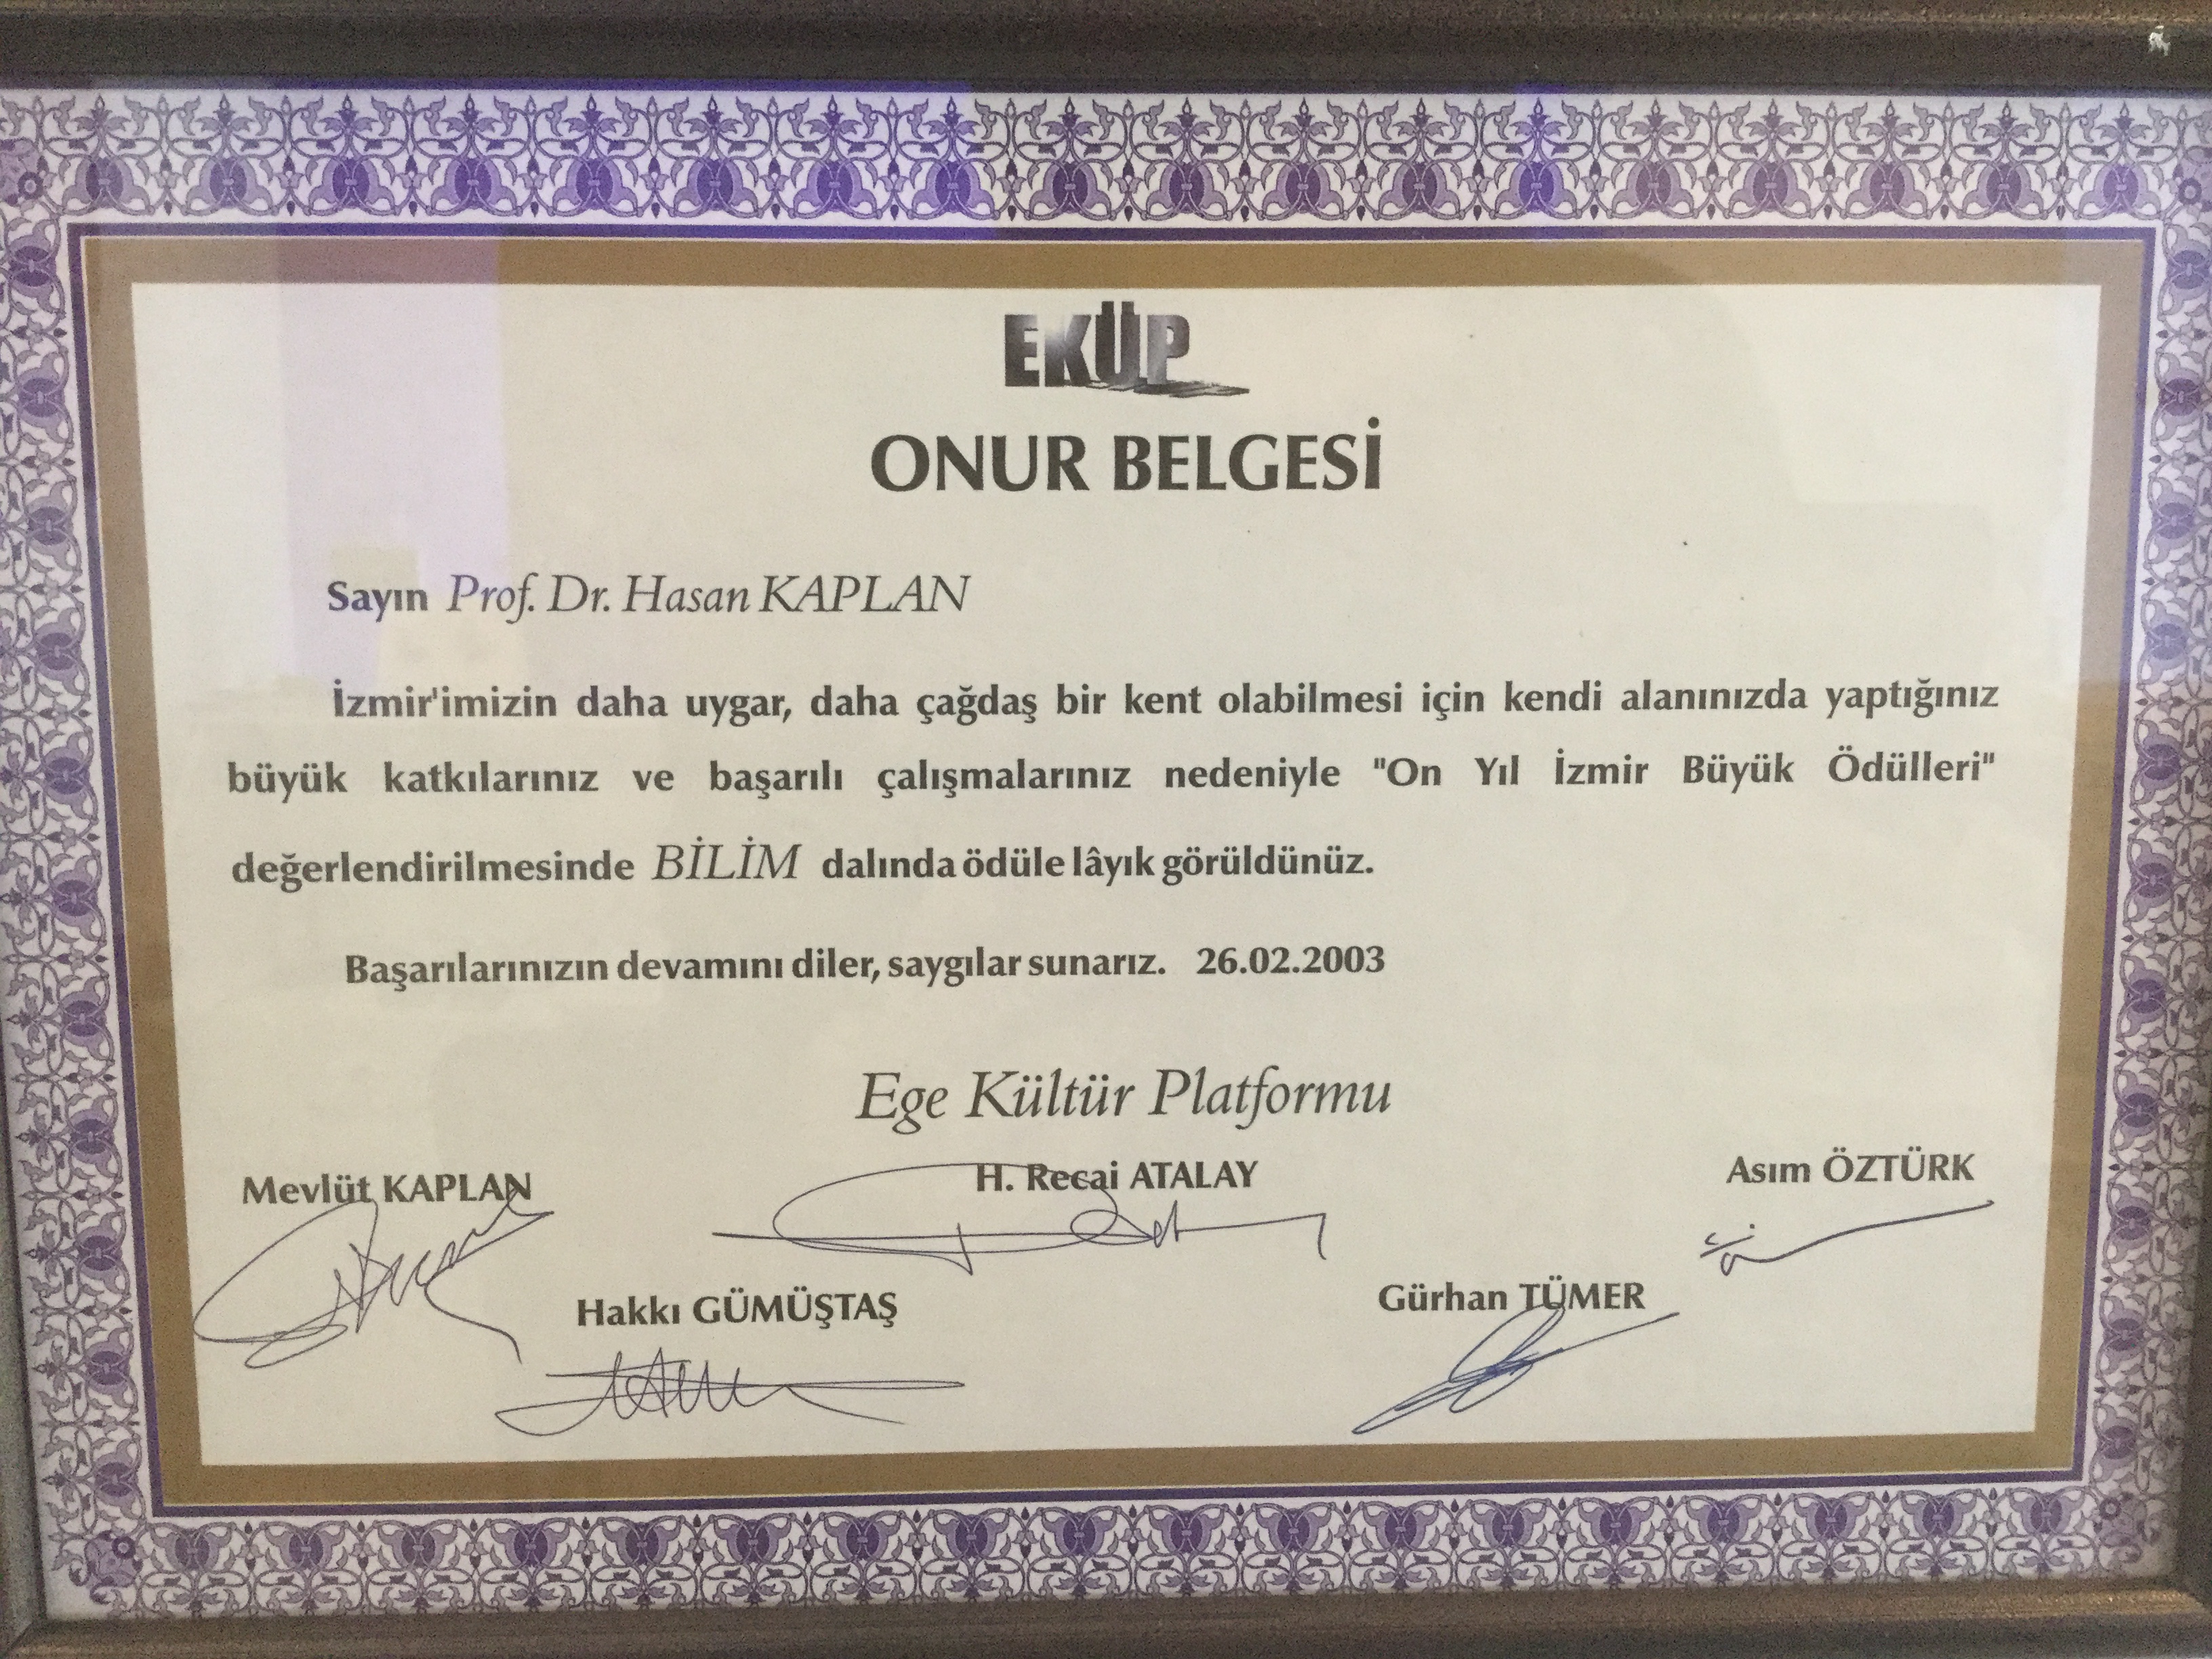 EKÜP
ONUR BELGESİ
Sayın Prof. Dr. Hasan KAPLAN
İzmir'imizin daha uygar, daha çağdaş bir kent olabilmesi için kendi alanınızda yaptığınız
büyük katkılarınız ve başarılı çalışmalarınız nedeniyle "On Yıl İzmir Büyük Ödülleri"
değerlendirilmesinde BİLİM dalında ödüle lâyık görüldünüz.
Başarılarınızın devamını diler, saygılar sunarız. 26.02.2003
Ege Kültür Platformu
Mevlüt KAPLAN H. Recai ATALAY Asım ÖZTÜRK
Hakkı GÜMÜŞTAŞ Gürhan TÜMER